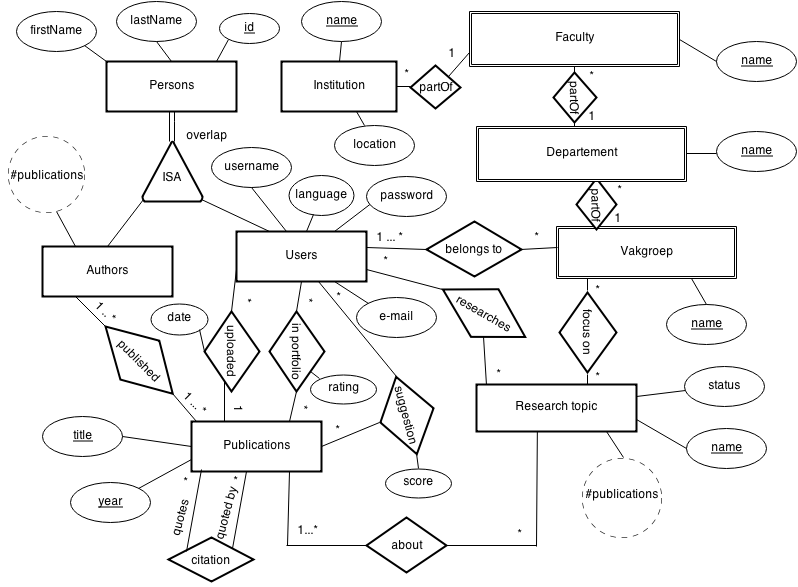 firstName
lastName
id
name
Faculty
name
Persons
Institution
*
partOf
1
*
partOf
1
overlap
location
Departement
name
ISA
#publications
username
language
password
*
partOf
1
Authors
Users
1 ...*
belongs to
*
Vakgroep
*
1... *
date
*
uploaded
1
*
in portfolio
*
*
e-mail
researches
*
*
focus on
*
name
published
1... *
rating
suggestion
*
Research topic
status
name
title
Publications
score
#publications
year
*
quotes
*
quoted by
citation
1...*
about
*